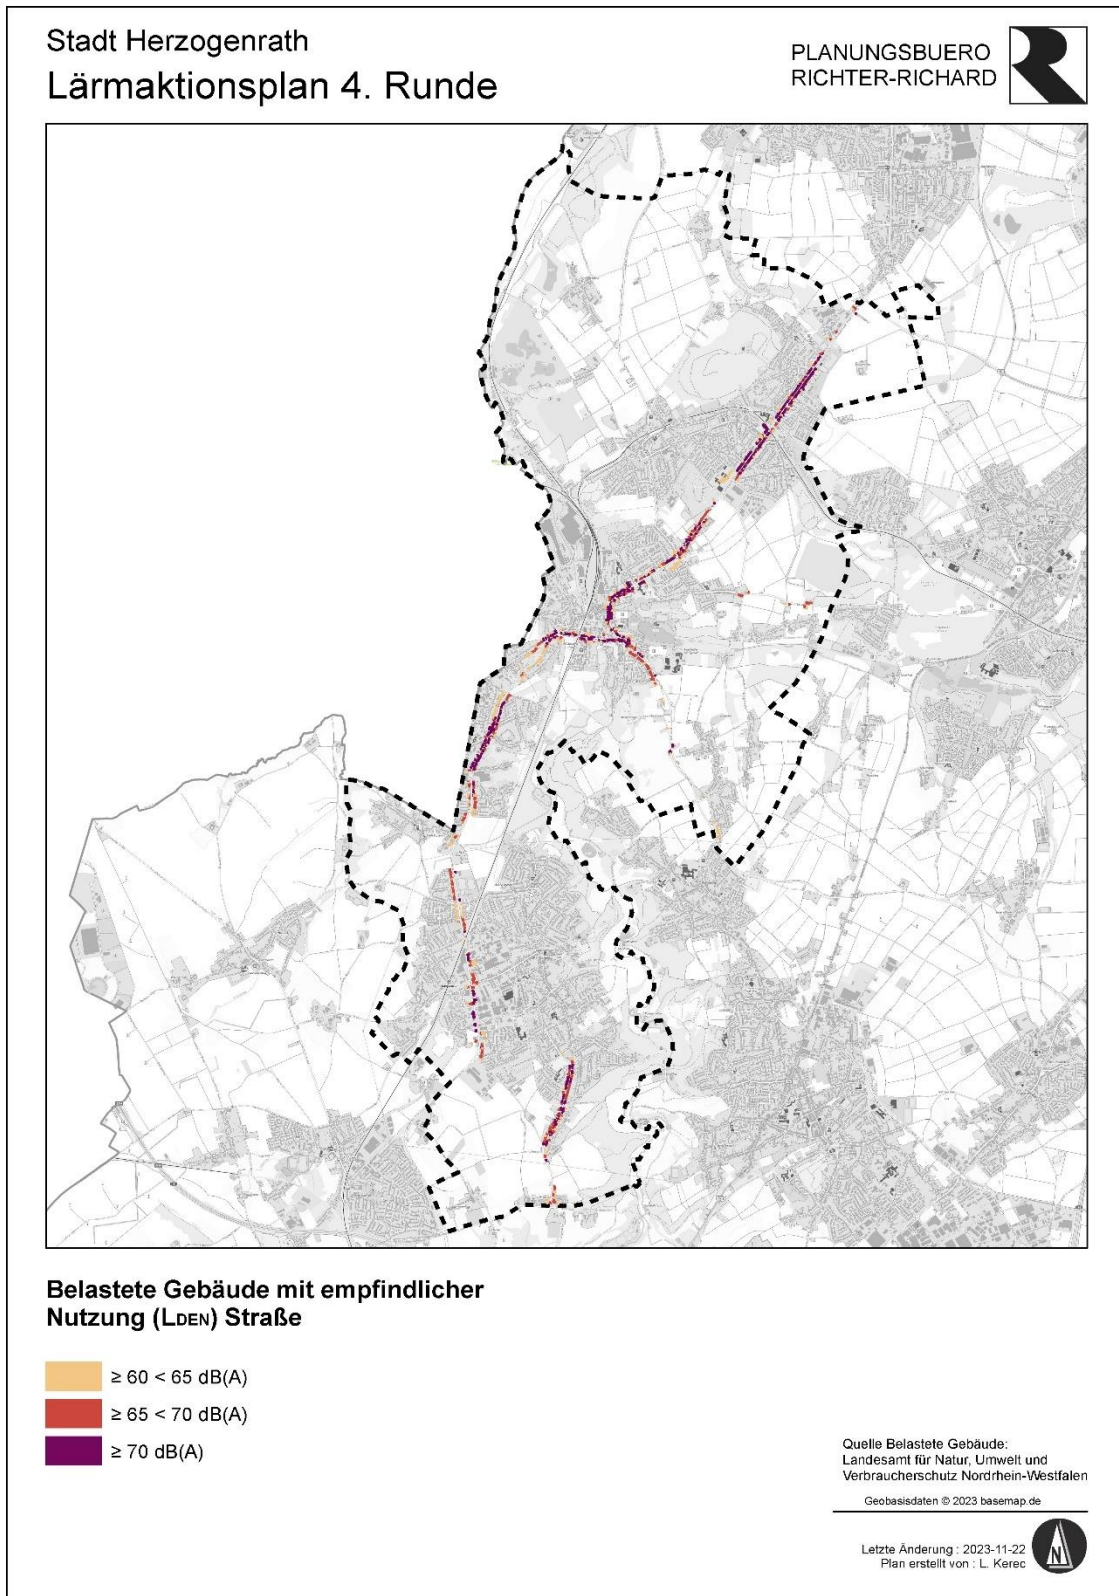 Stadt Herzogenrath
Lärmaktionsplan 4. Runde
PLANUNGSBUERO
RICHTER-RICHARD
Belastete Gebäude mit empfindlicher
Nutzung (LDEN) Straße
≥ 60 < 65 dB(A)
≥ 65 < 70 dB(A)
≥ 70 dB(A)
Quelle Belastete Gebäude:
Landesamt für Natur, Umwelt und
Verbraucherschutz Nordrhein-Westfalen
Geobasisdaten © 2023 basemap.de
Letzte Änderung : 2023-11-22
Plan erstellt von : L. Kerec
N